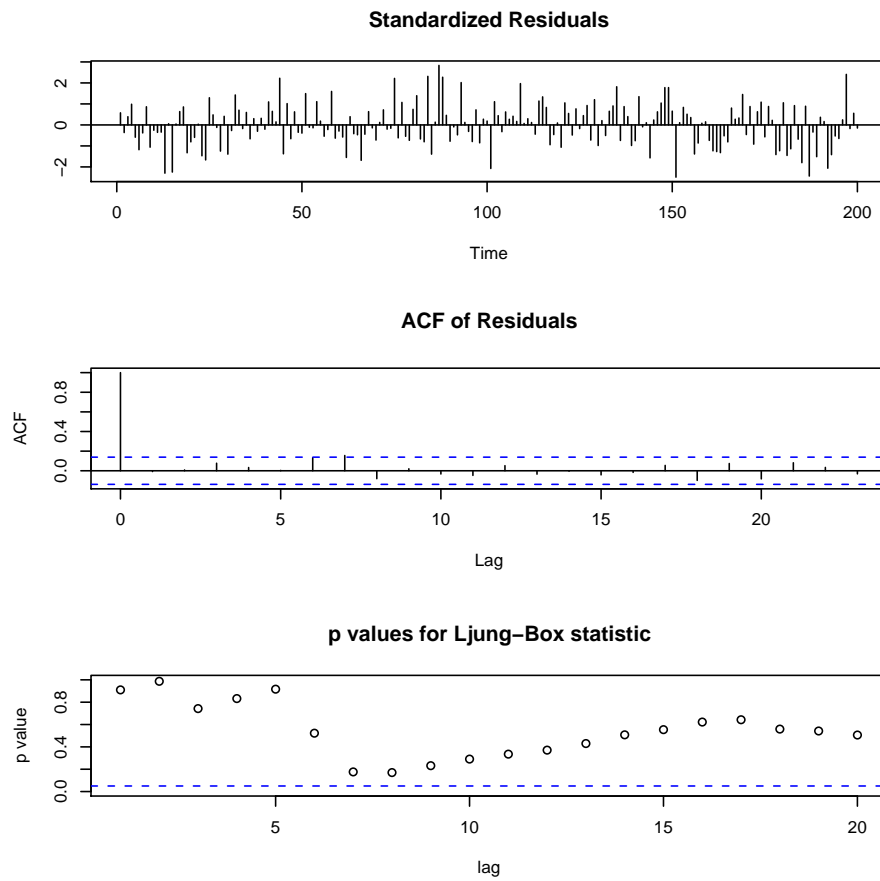 Standardized Residuals
2
0
−2
0 50 100 150 200
Time
ACF of Residuals
ACF
0.8
0.4
0.0
0 5 10 15 20
Lag
p values for Ljung−Box statistic
p value
0.8
0.4
0.0
5 10 15 20
lag